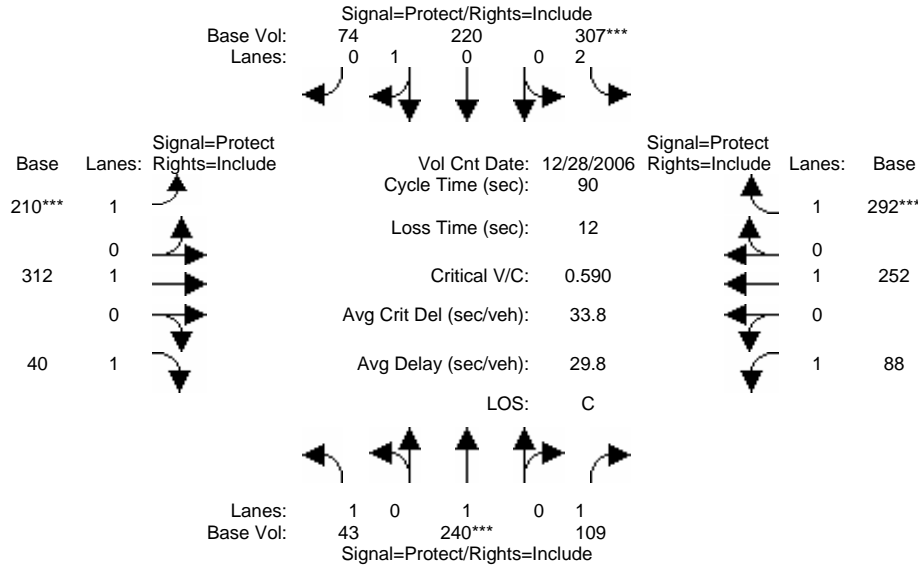 Signal=Protect/Rights=Include
Base Vol: 74 220 307***
Lanes: 0 1 0 0 2
Signal=Protect Signal=Protect
Base Lanes: Rights=Include Vol Cnt Date: 12/28/2006 Rights=Include Lanes: Base
Cycle Time (sec): 90
210*** 1 1 292***
Loss Time (sec): 12
0 0
312 1 Critical V/C: 0.590 1 252
0 Avg Crit Del (sec/veh): 33.8 0
40 1 Avg Delay (sec/veh): 29.8 1 88
LOS: C
Lanes: 1 0 1 0 1
Base Vol: 43 240*** 109
Signal=Protect/Rights=Include